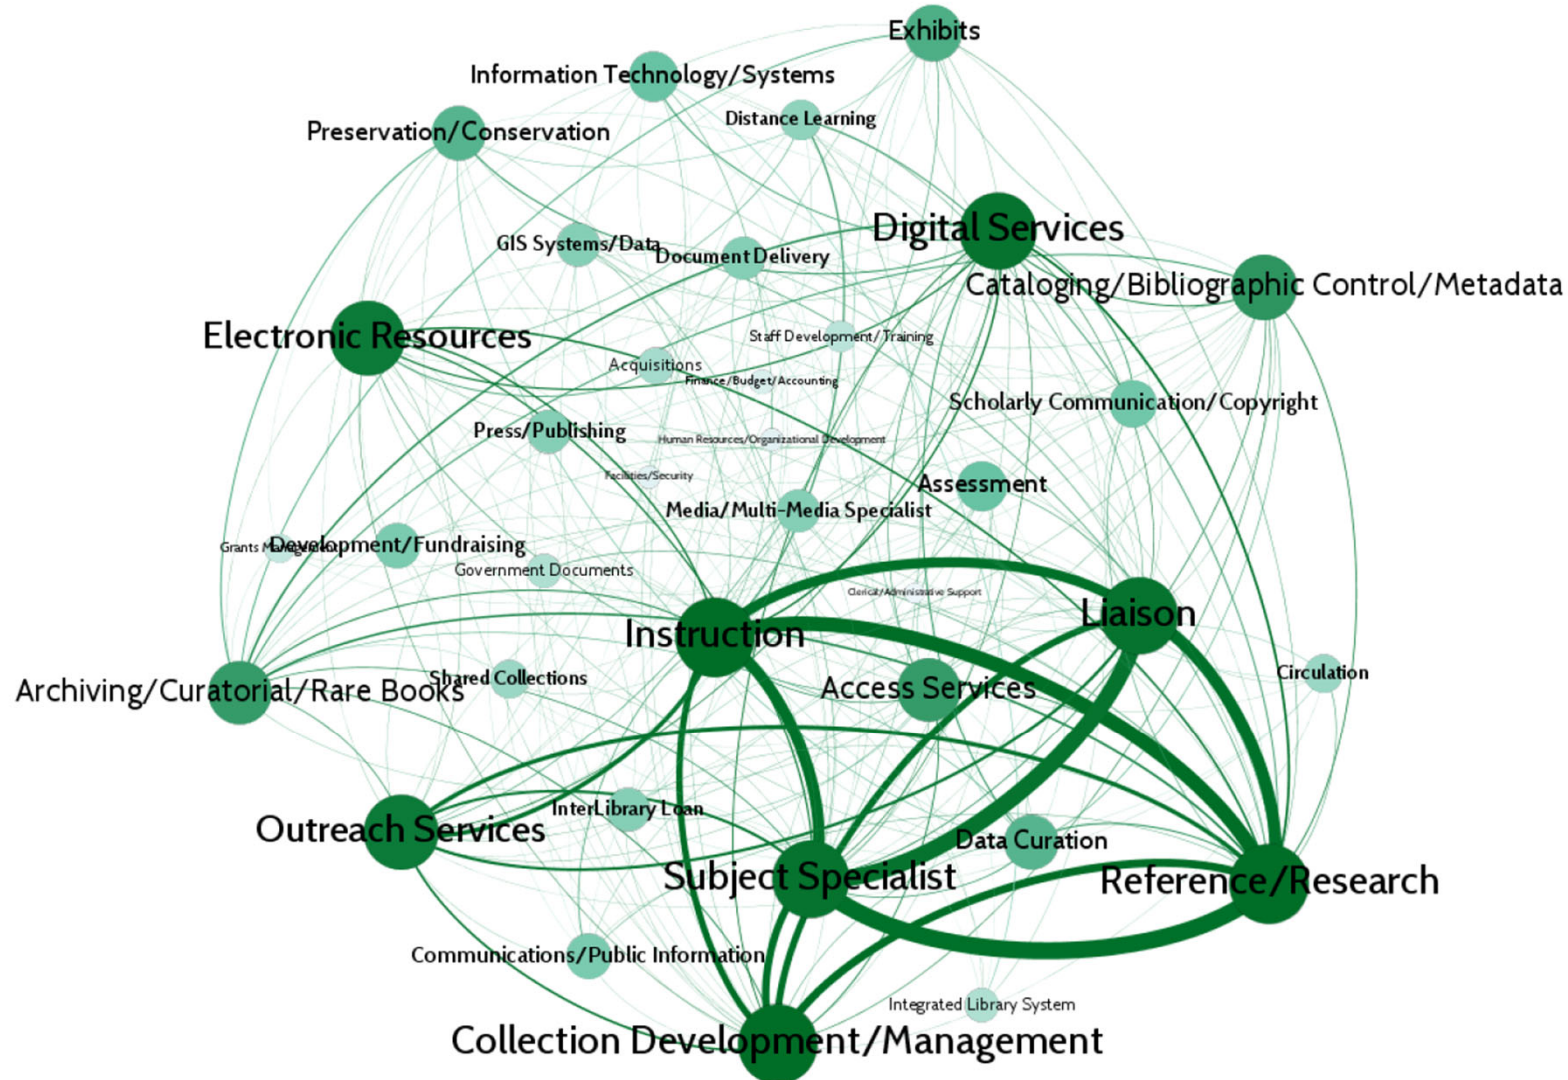 Exhibits
Information Technology/Systems
Distance Learning
Preservation/Conservation
Digital Services
GIS Systems/Data
Document Delivery
Cataloging/Bibliographic Control/Metadata
Electronic Resources
Staff Development/Training
Acquisitions
Finance/Budget/Accounting
Scholarly Communication/Copyright
Press/Publishing
Human Resources/Organizational Development
Facilities/Security
Assessment
Media/Multi-Media Specialist
Grants Management
Development/Fundraising
Government Documents
Clerical/Administrative Support
Liaison
Instruction
Circulation
Shared Collections
Access Services
Archiving/Curatorial/Rare Books
InterLibrary Loan
Outreach Services
Data Curation
Subject Specialist
Reference/Research
Communications/Public Information
Integrated Library System
Collection Development/Management